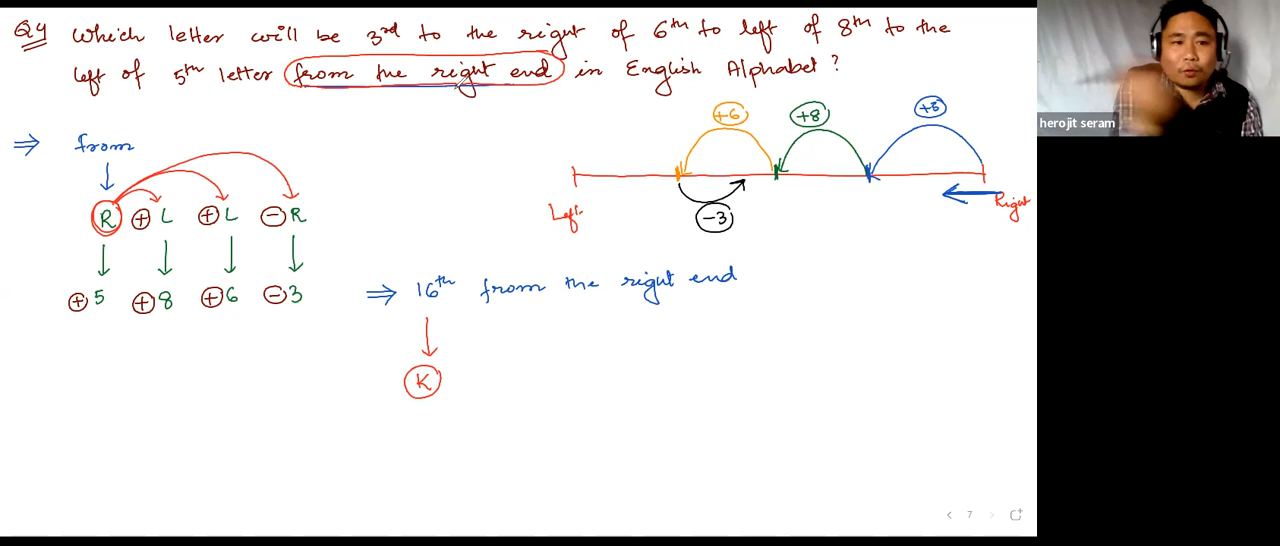 Q4 Which letter will be 3rd to the right of 6th to left of 8th to the
left of 5th letter from the right end in English Alphabet ?
herojit seram
+6 +8 +5
⇒ from
R + L + L - R
Left
-3
Right
+5 +8 +6 -3
⇒ 16th from the right end
K
< 7 >